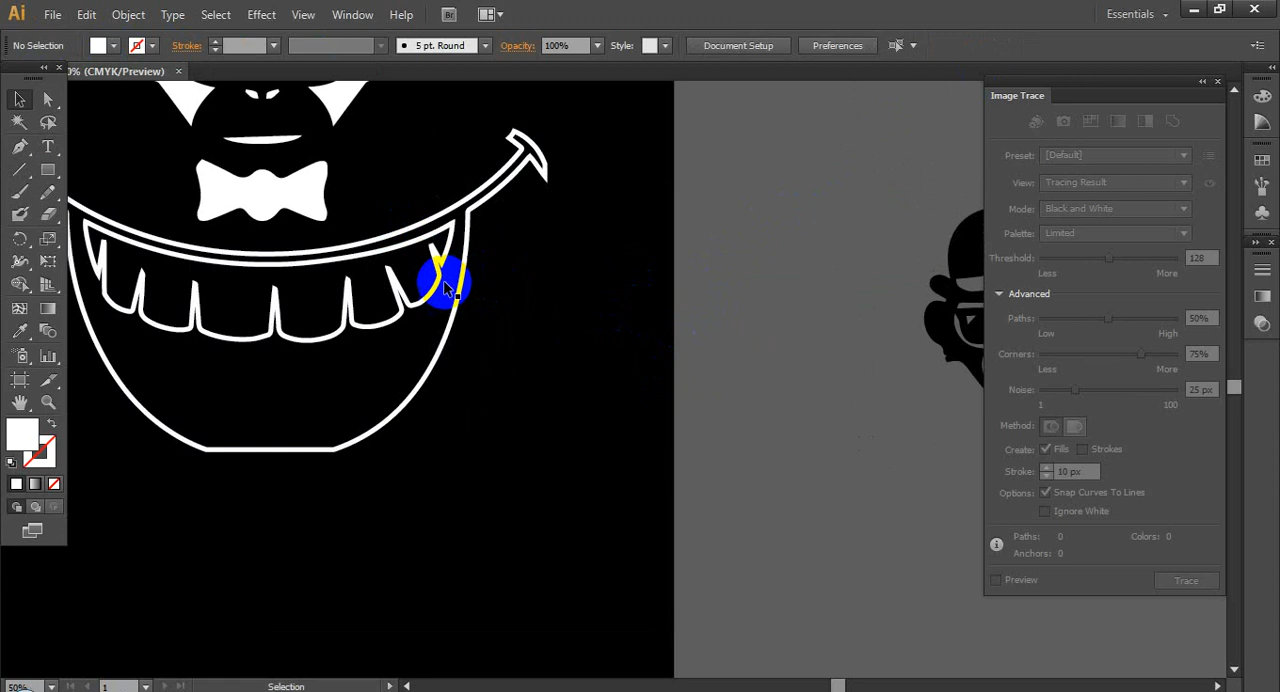 Ai File Edit Object Type Select Effect View Window Help Br Essentials
No Selection Stroke: 5 pt. Round Opacity: 100% Style: Document Setup Preferences
0% (CMYK/Preview)
Image Trace
Preset: [Default]
View: Tracing Result
Mode: Black and White
Palette: Limited
Threshold: 128
Less More
Advanced
Paths: 50%
Low High
Corners: 75%
Less More
Noise: 25 px
1 100
Method:
Create: Fills Strokes
Stroke: 10 px
Options: Snap Curves To Lines
Ignore White
Paths: 0 Colors: 0
Anchors: 0
Preview Trace
50% 1 Selection